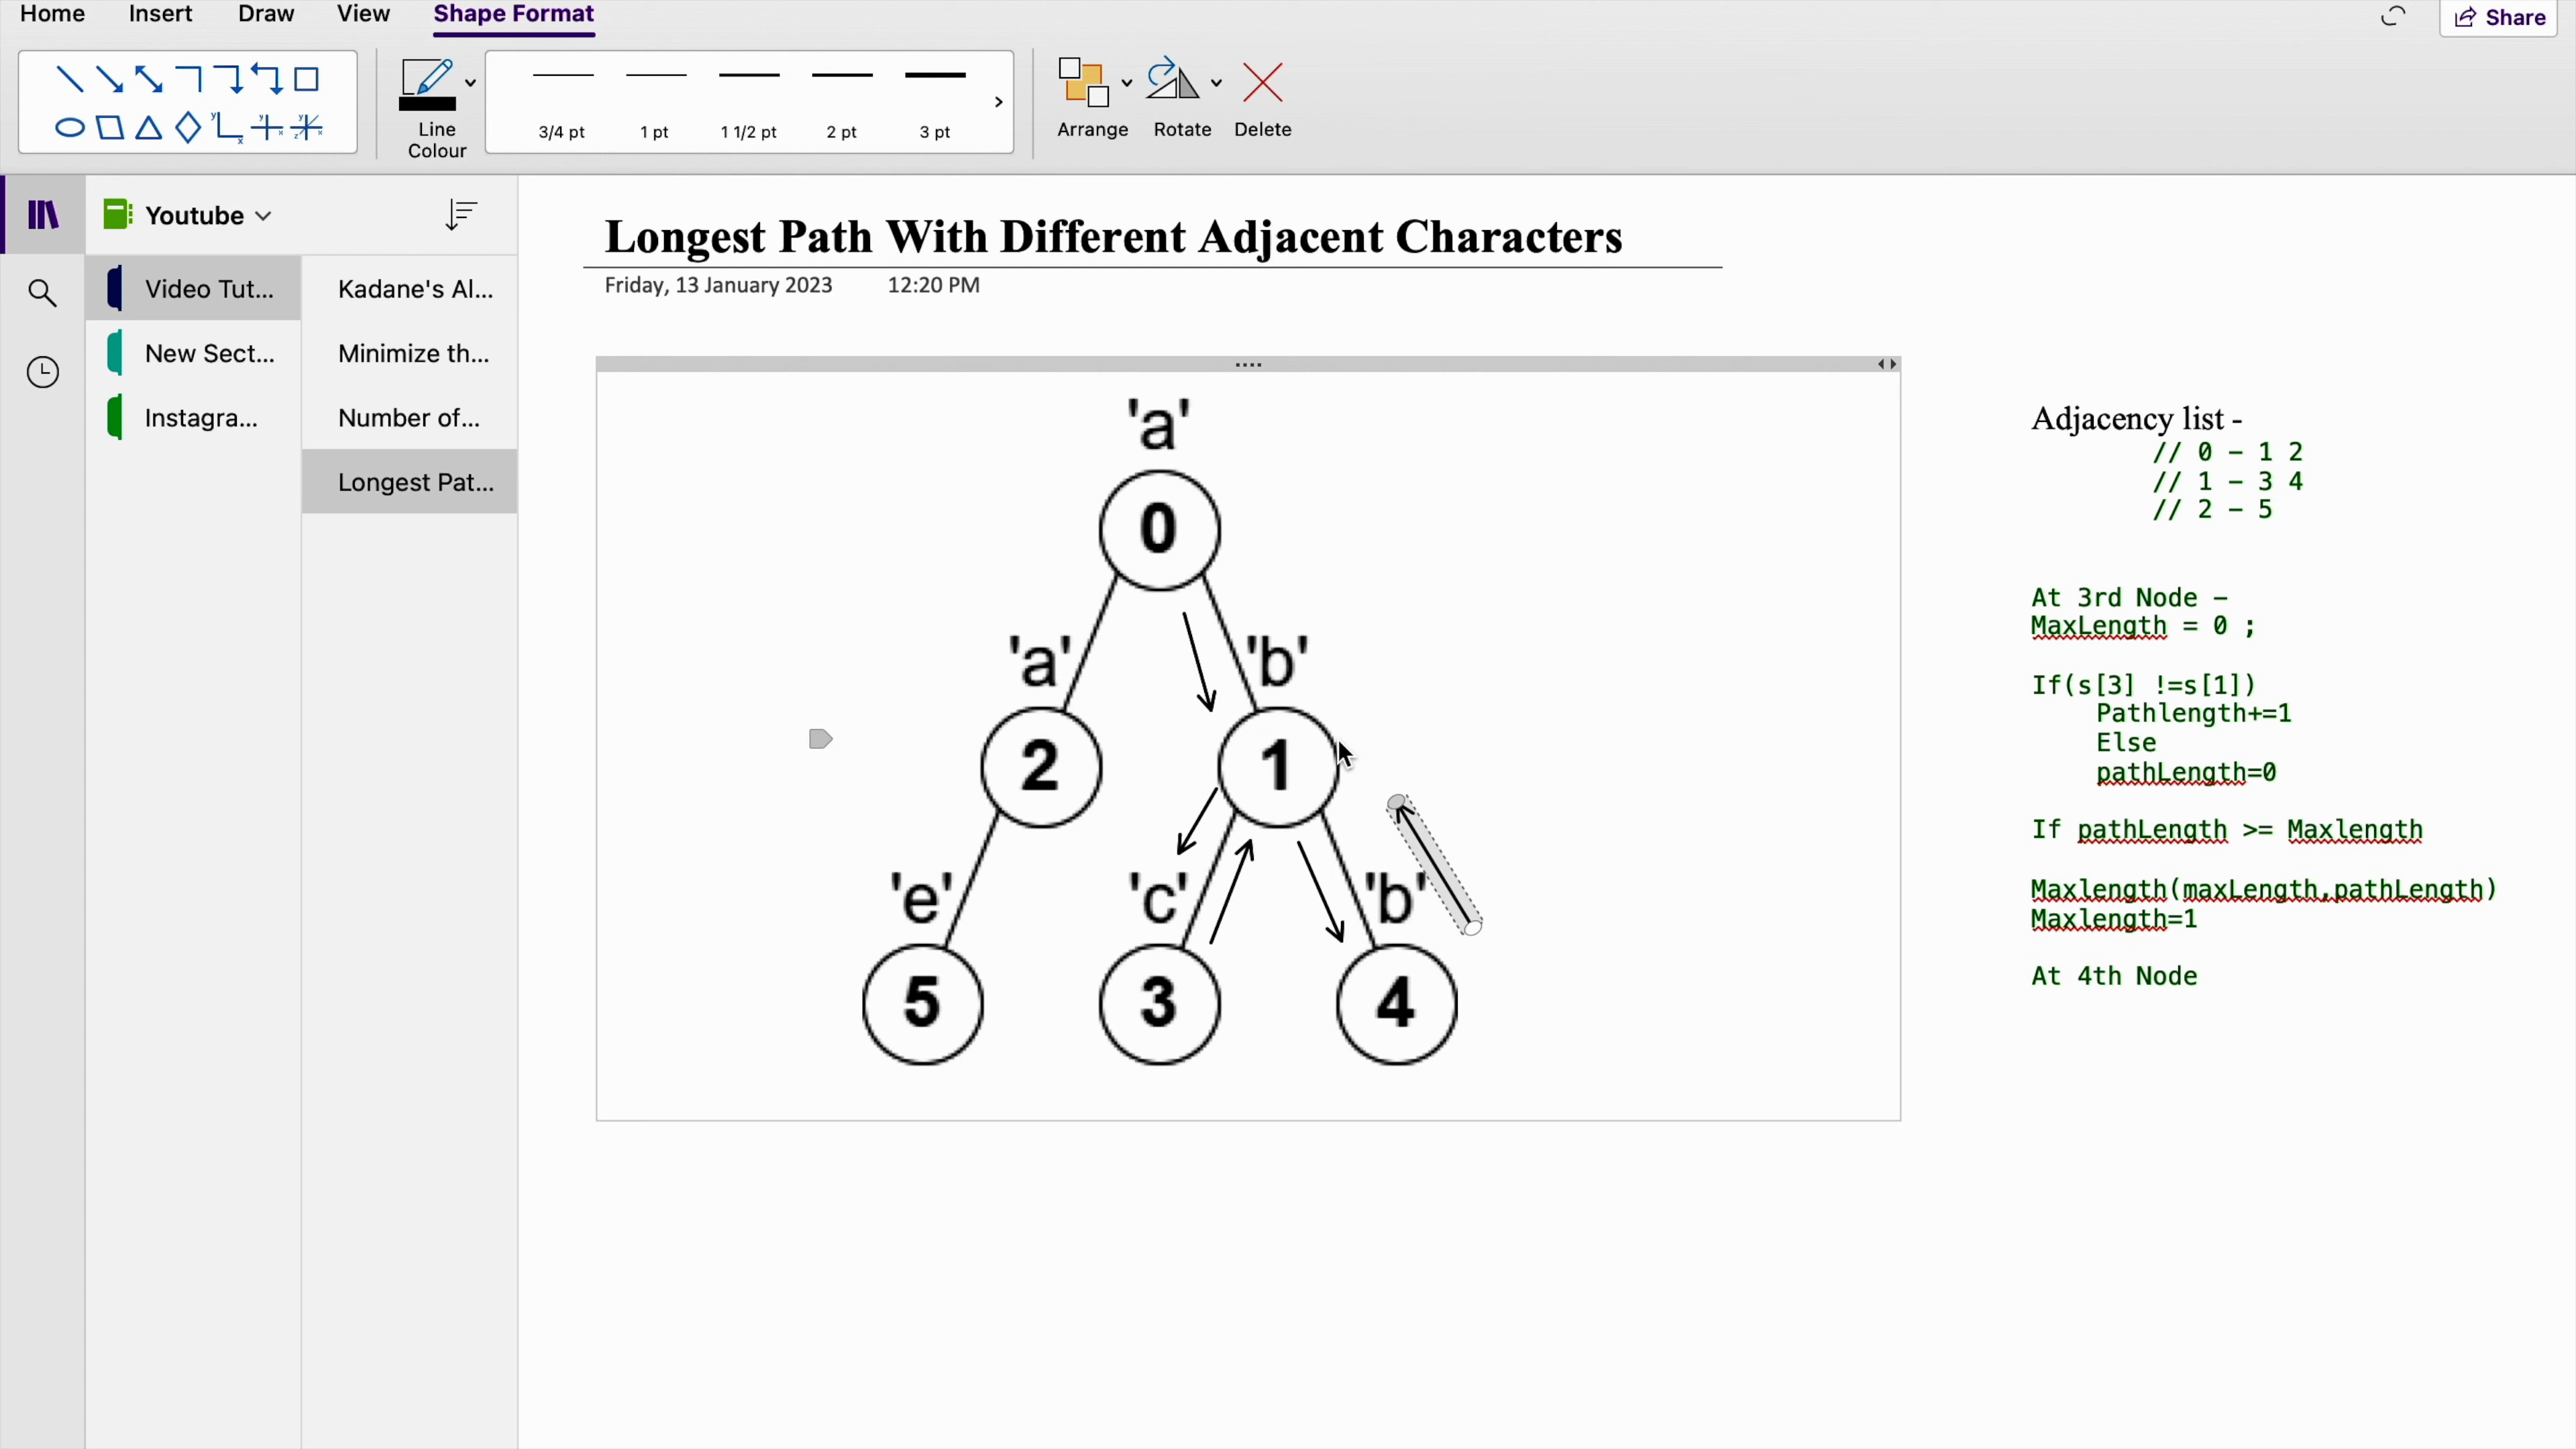 Home Insert Draw View Shape Format Share
Line
Colour
3/4 pt 1 pt 1 1/2 pt 2 pt 3 pt
Arrange Rotate Delete
Youtube
Video Tut...
New Sect...
Instagra...
Kadane's Al...
Minimize th...
Number of...
Longest Pat...
Longest Path With Different Adjacent Characters
Friday, 13 January 2023 12:20 PM
'a'
0
'a' 'b'
2 1
'e' 'c' 'b'
5 3 4
Adjacency list -
// 0 – 1 2
// 1 – 3 4
// 2 – 5
At 3rd Node –
MaxLength = 0 ;
If(s[3] !=s[1])
Pathlength+=1
Else
pathLength=0
If pathLength >= Maxlength
Maxlength(maxLength,pathLength)
Maxlength=1
At 4th Node